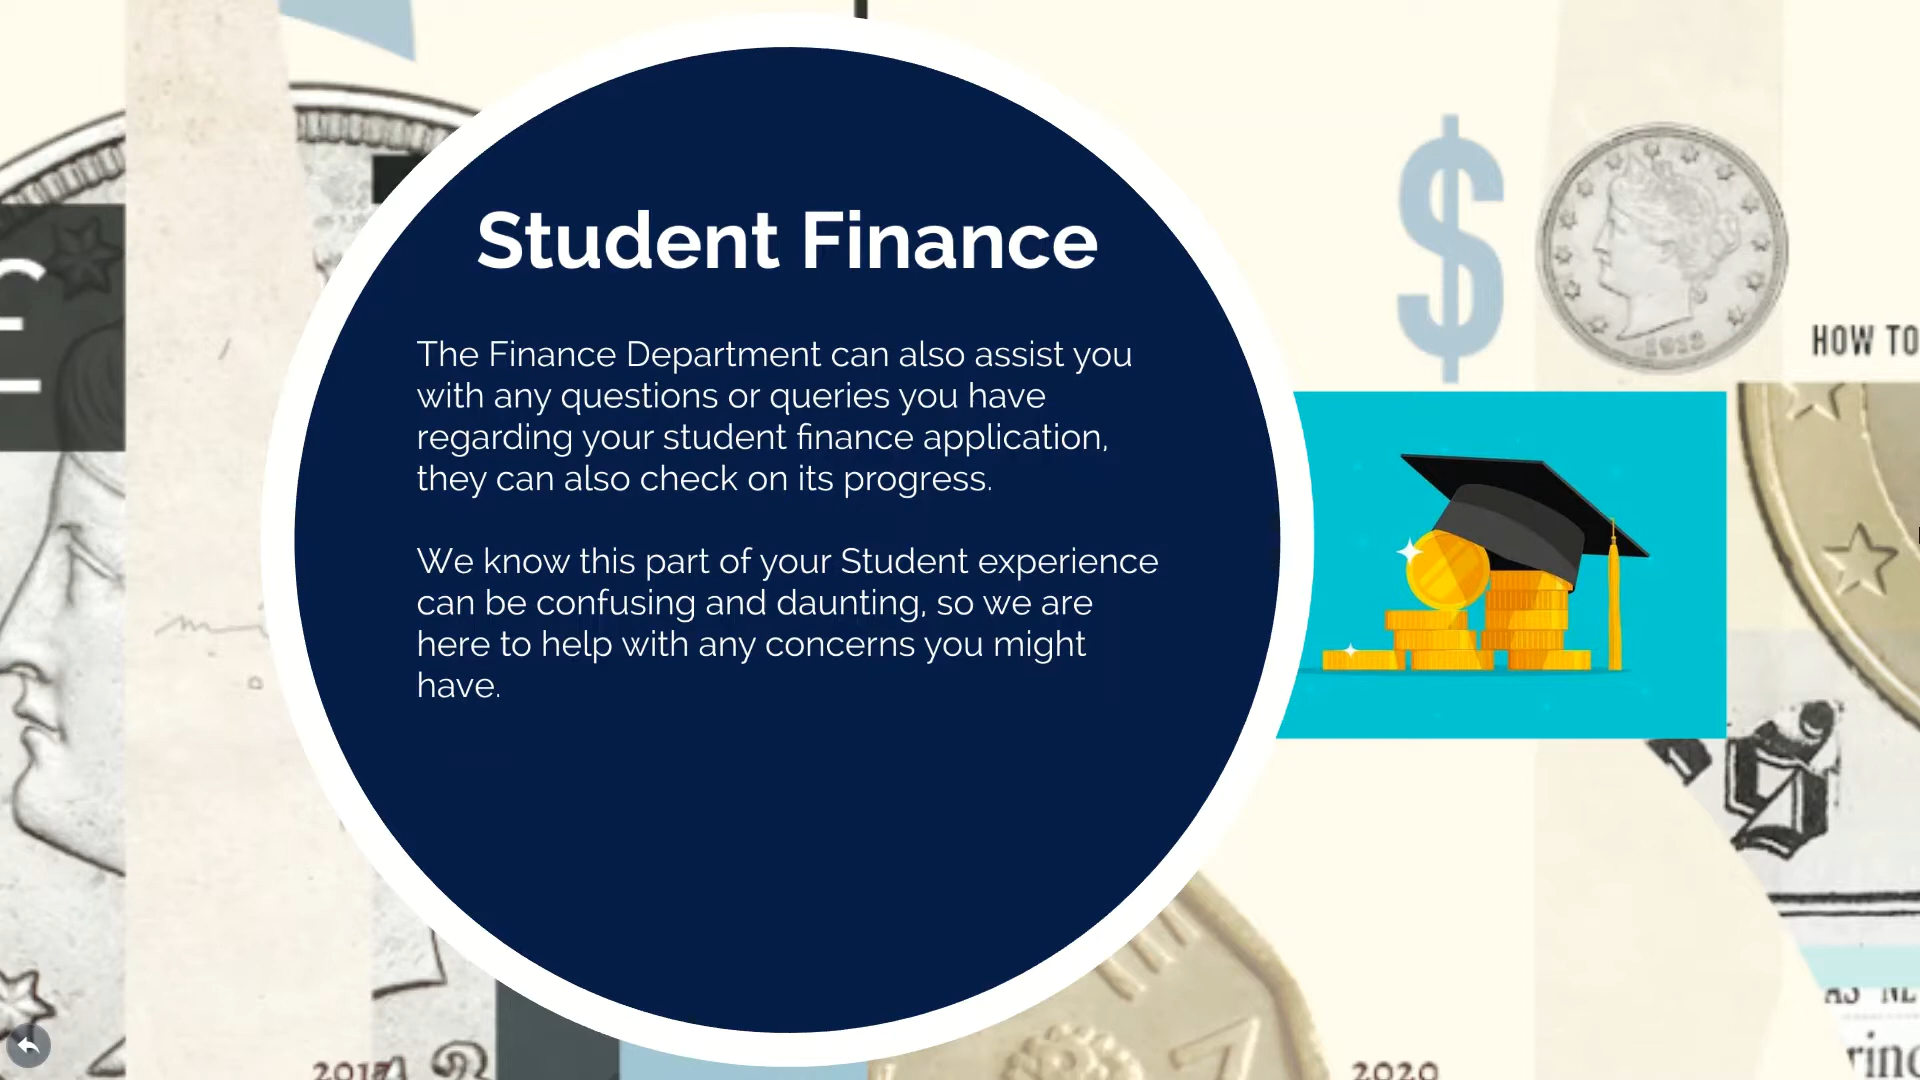 Student Finance
The Finance Department can also assist you
with any questions or queries you have
regarding your student finance application,
they can also check on its progress.
We know this part of your Student experience
can be confusing and daunting, so we are
here to help with any concerns you might
have.
£
$
1913
HOW TO
2017
2020